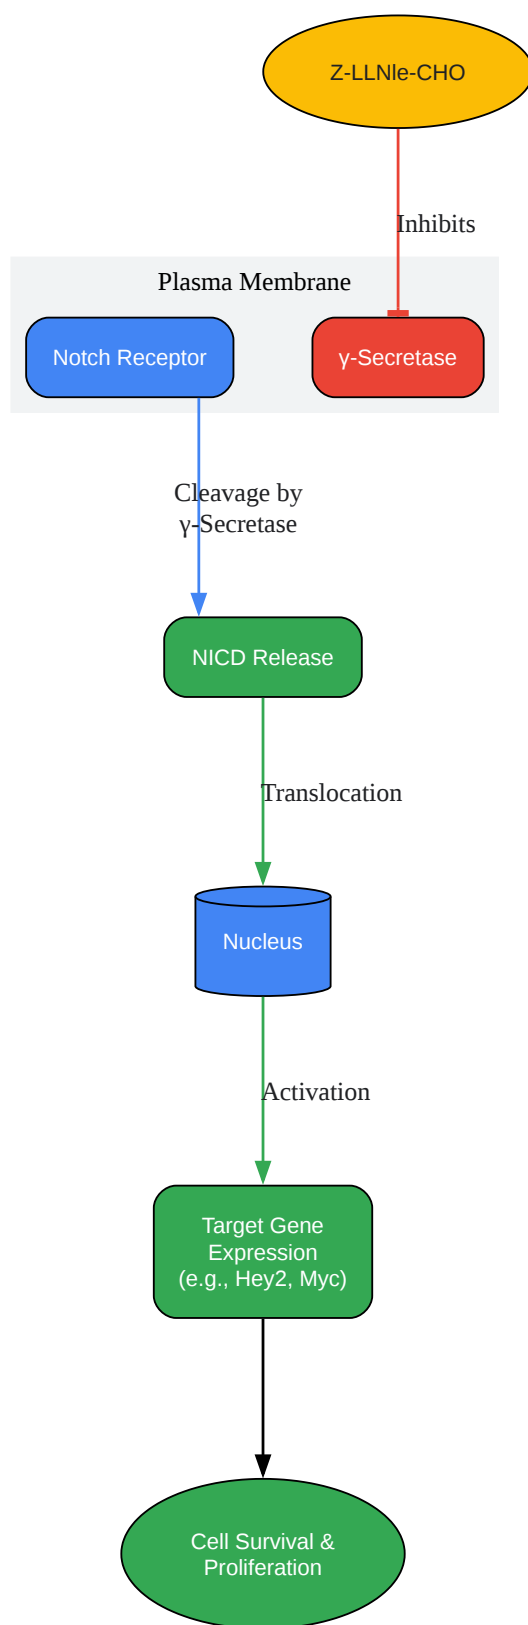 Z-LLNle-CHO
Inhibits
Plasma Membrane
Notch Receptor
γ-Secretase
Cleavage by
γ-Secretase
NICD Release
Translocation
Nucleus
Activation
Target Gene
Expression
(e.g., Hey2, Myc)
Cell Survival &
Proliferation